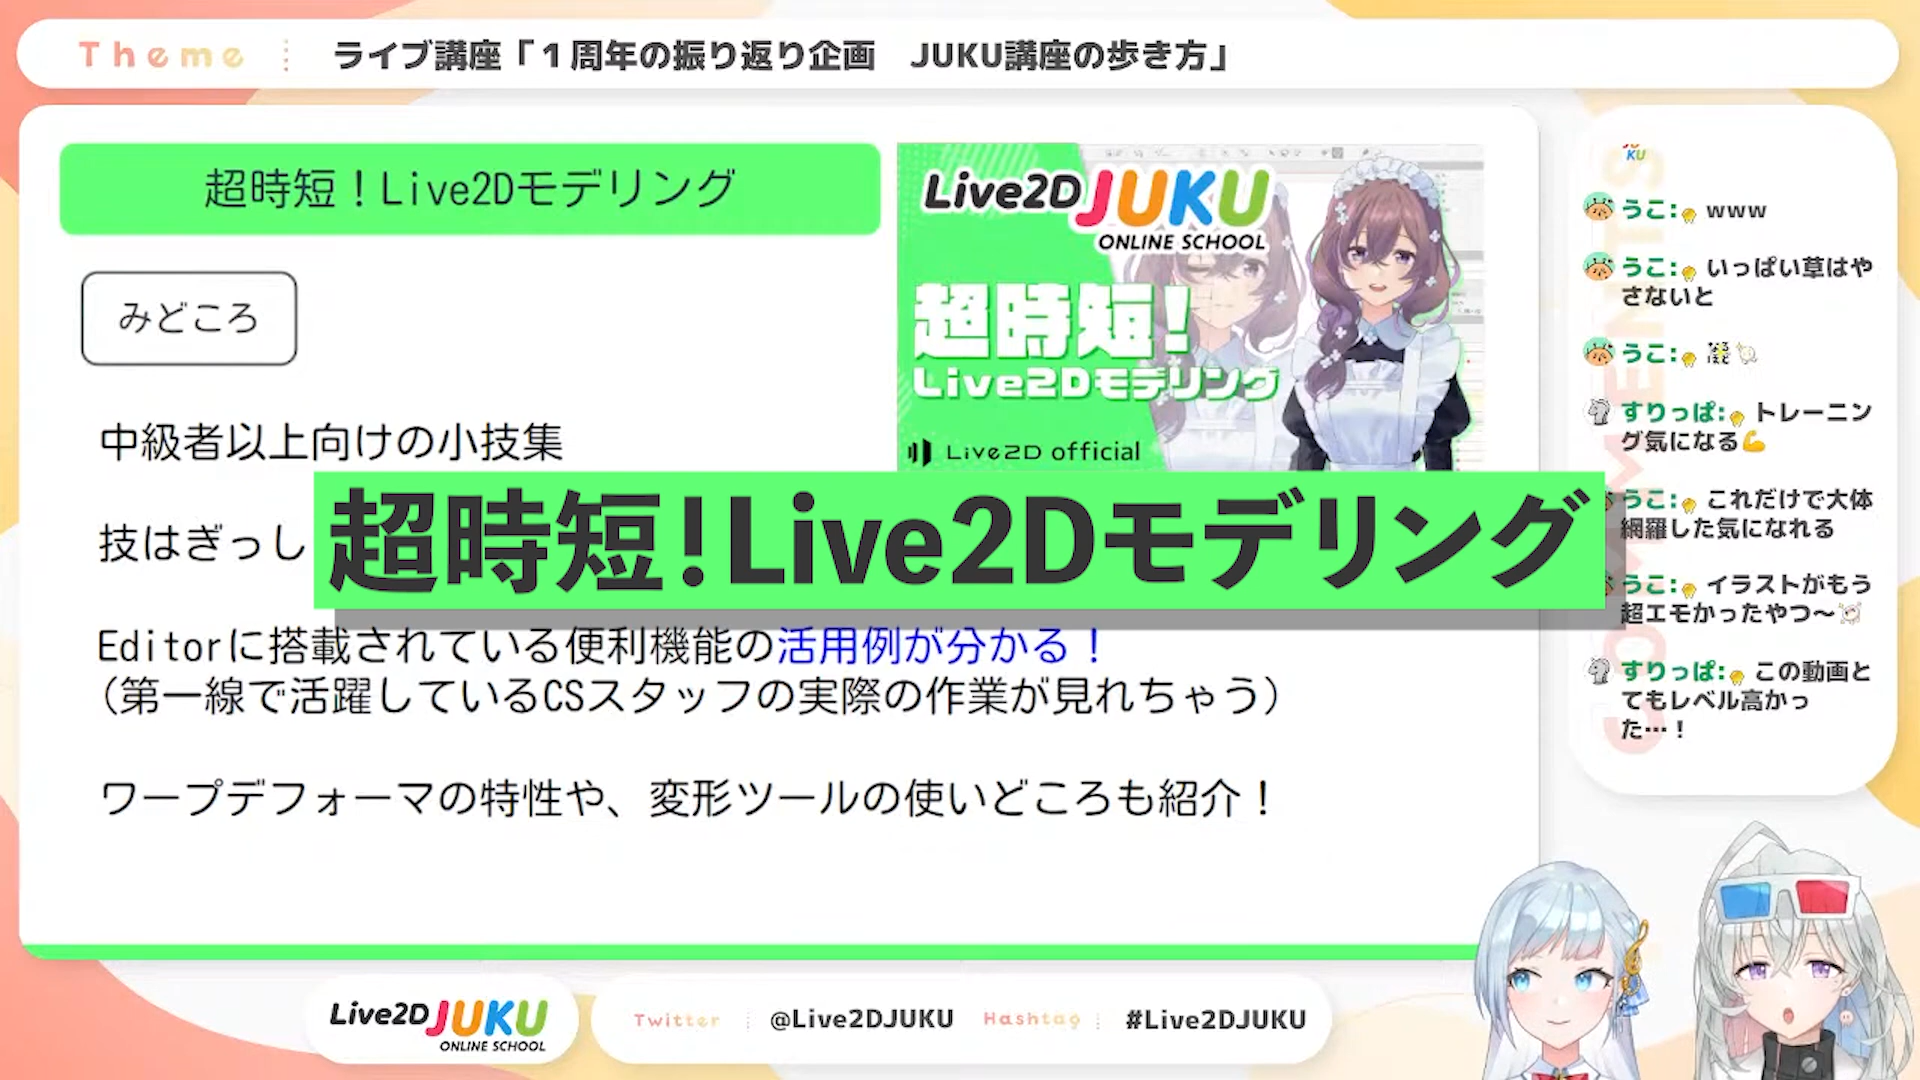 Theme
ライブ講座「１周年の振り返り企画　JUKU講座の歩き方」
超時短！Live2Dモデリング
みどころ
中級者以上向けの小技集
技はぎっし
Editorに搭載されている便利機能の活用例が分かる！
（第一線で活躍しているCSスタッフの実際の作業が見れちゃう）
ワープデフォーマの特性や、変形ツールの使いどころも紹介！
Live2D JUKU
ONLINE SCHOOL
超時短!
Live2Dモデリング
Live2D official
超時短!Live2Dモデリング
COMMENTS
うこ: www
うこ: いっぱい草はや
さないと
うこ: なるほど
すりっぱ: トレーニン
グ気になる💪
うこ: これだけで大体
網羅した気になれる
うこ: イラストがもう
超エモかったやつ～
すりっぱ: この動画と
てもレベル高かっ
た…！
Live2D JUKU
ONLINE SCHOOL
Twitter
@Live2DJUKU
Hashtag
#Live2DJUKU